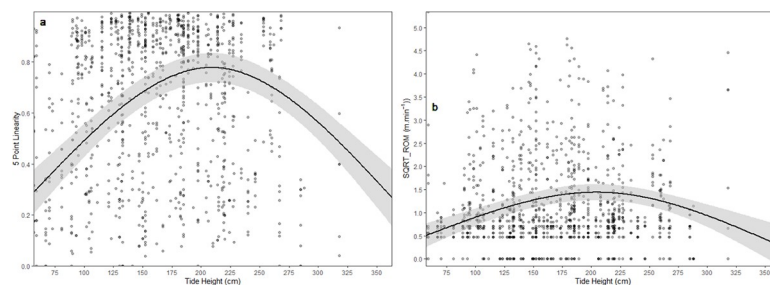 a
0.8
0.6
0.4
0.2
0.0
5 Point Linearity
75 100 125 150 175 200 225 250 275 300 325 350
Tide Height (cm)
b
5.0
4.5
4.0
3.5
3.0
2.5
2.0
1.5
1.0
0.5
0.0
SQRT_ROM (m min⁻¹))
75 100 125 150 175 200 225 250 275 300 325 350
Tide Height (cm)